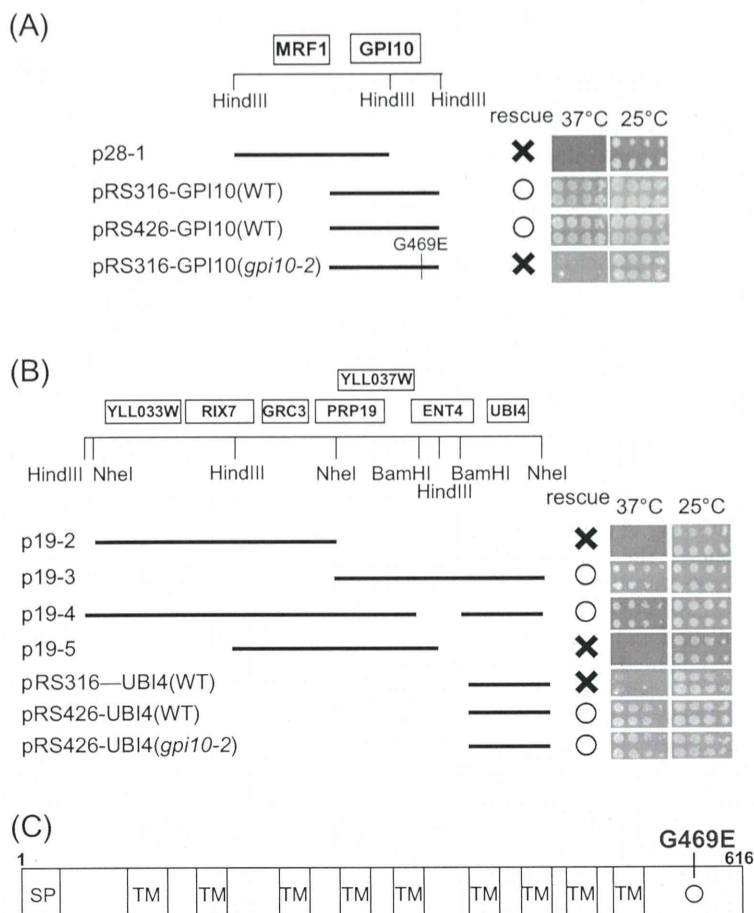 (A)
MRF1 GPI10
HindIII HindIII HindIII
rescue 37°C 25°C
p28-1
pRS316-GPI10(WT)
pRS426-GPI10(WT)
G469E
pRS316-GPI10(gpi10-2)
(B)
YLL037W
YLL033W RIX7 GRC3 PRP19 ENT4 UBI4
HindIII NheI HindIII NheI BamHI BamHI NheI
HindIII
rescue 37°C 25°C
p19-2
p19-3
p19-4
p19-5
pRS316—UBI4(WT)
pRS426-UBI4(WT)
pRS426-UBI4(gpi10-2)
(C)
G469E
1 616
SP TM TM TM TM TM TM TM TM TM